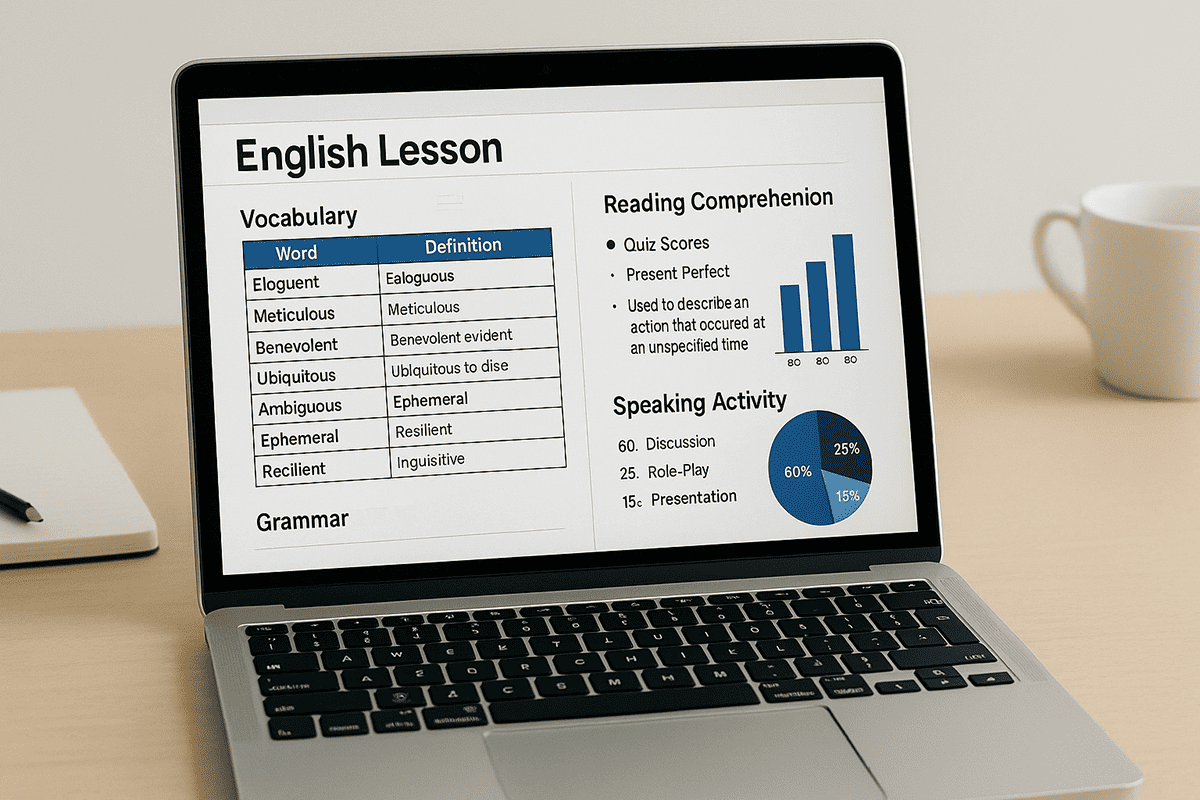 English Lesson
Vocabulary
Word Definition
Eloguent Ealoguous
Meticulous Meticulous
Benevolent Benevolent evident
Ubiquitous Ublquitous to dise
Ambiguous Ephemeral
Ephemeral Resilient
Recilient Inguisitive
Grammar
Reading Comprehenion
Quiz Scores
Present Perfect
Used to describe an
action that occured at
an unspecified time
80 80 80
Speaking Activity
60. Discussion
25. Role-Play
15c Presentation
60%
25%
15%